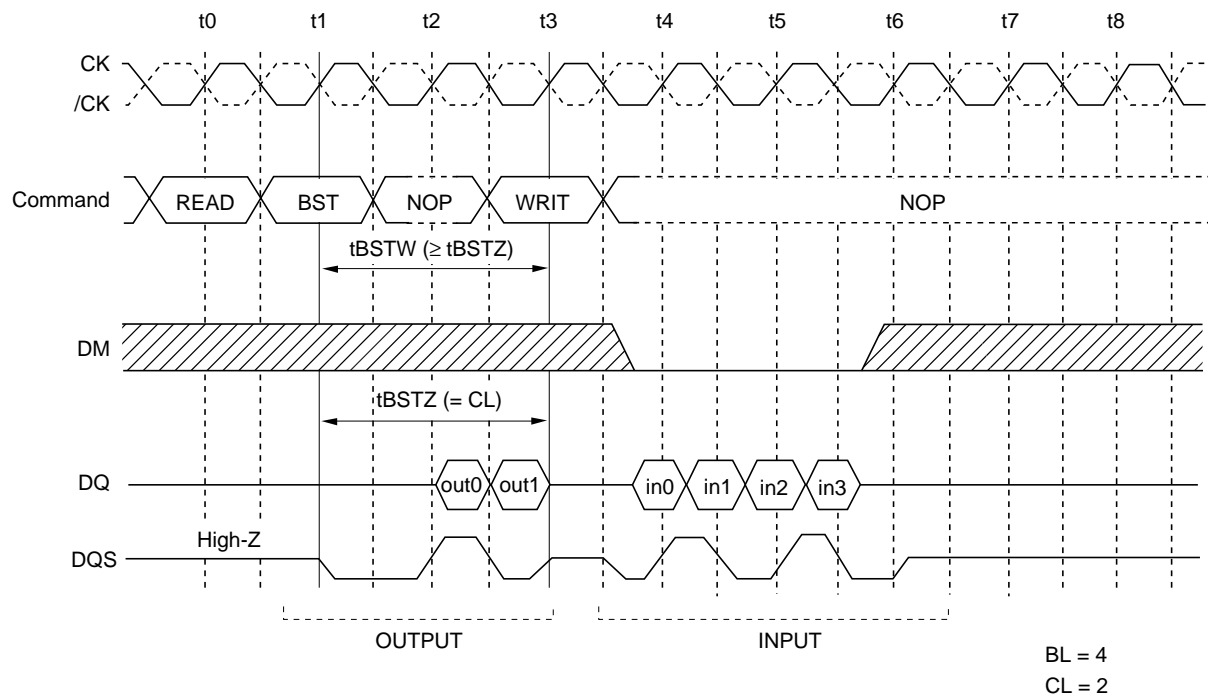 t0 t1 t2 t3 t4 t5 t6 t7 t8
CK
/CK
Command READ BST NOP WRIT NOP
tBSTW (≥ tBSTZ)
DM
tBSTZ (= CL)
DQ out0 out1 in0 in1 in2 in3
High-Z
DQS
OUTPUT INPUT
BL = 4
CL = 2